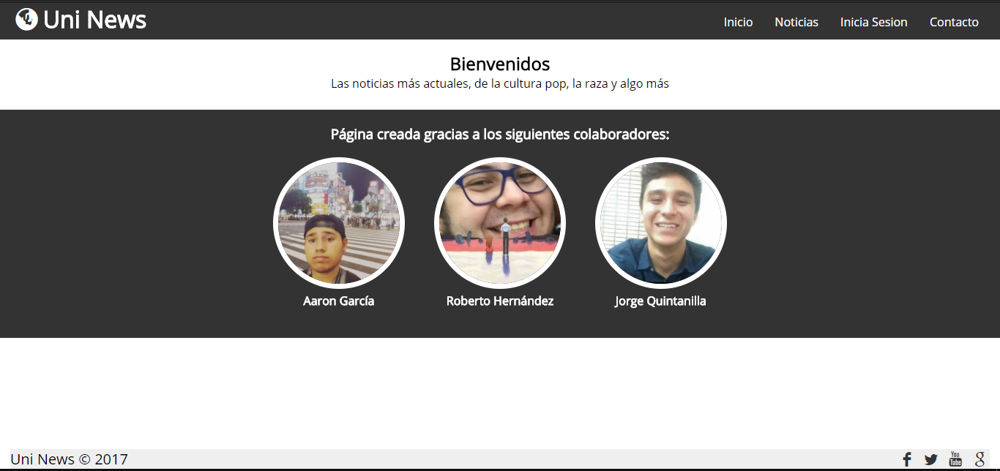 Uni News
Inicio Noticias Inicia Sesion Contacto
Bienvenidos
Las noticias más actuales, de la cultura pop, la raza y algo más
Página creada gracias a los siguientes colaboradores:
Aaron García Roberto Hernández Jorge Quintanilla
Uni News © 2017
You
Tube